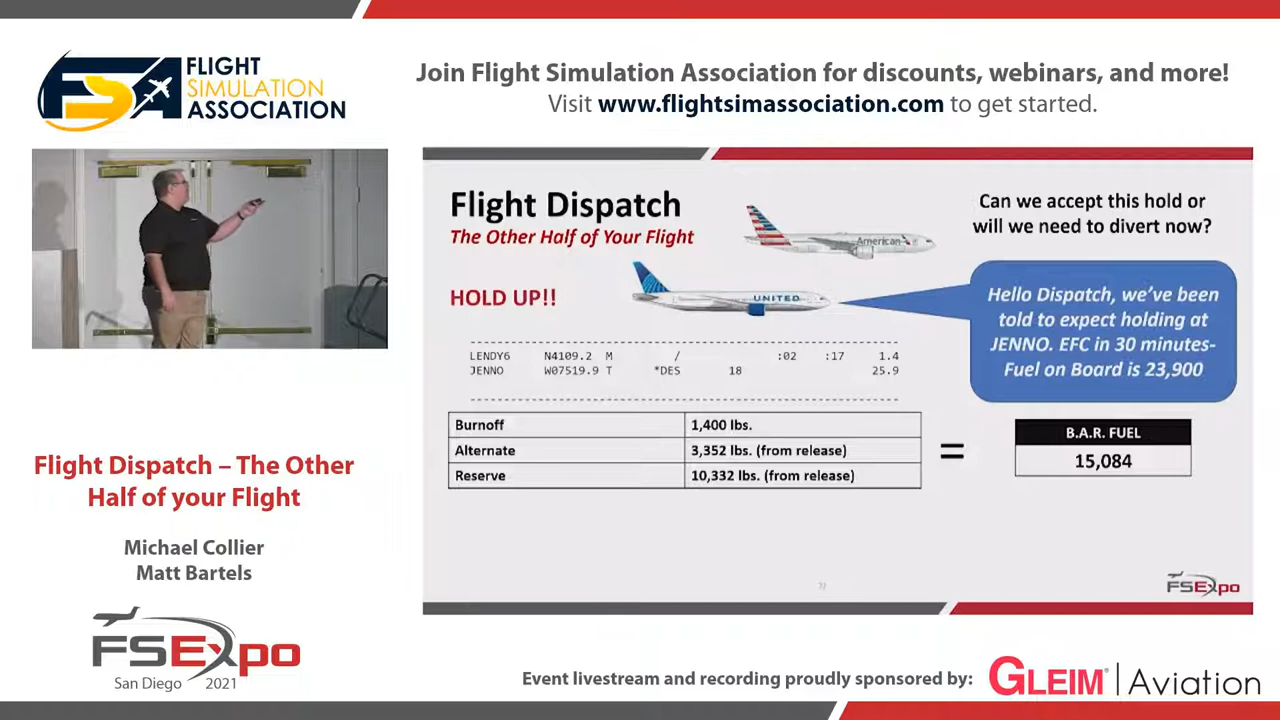 FLIGHT
SIMULATION
ASSOCIATION
Join Flight Simulation Association for discounts, webinars, and more!
Visit www.flightsimassociation.com to get started.
Flight Dispatch
The Other Half of Your Flight
American
Can we accept this hold or
will we need to divert now?
HOLD UP!!
UNITED
Hello Dispatch, we've been
told to expect holding at
JENNO. EFC in 30 minutes-
Fuel on Board is 23,900
LENDY6 N4109.2 M / :02 :17 1.4
JENNO W07519.9 T *DES 18 25.9
Burnoff 1,400 lbs.
Alternate 3,352 lbs. (from release)
Reserve 10,332 lbs. (from release)
=
B.A.R. FUEL
15,084
FSExpo
Flight Dispatch – The Other
Half of your Flight
Michael Collier
Matt Bartels
FSExpo
San Diego 2021
Event livestream and recording proudly sponsored by:
GLEIM® | Aviation